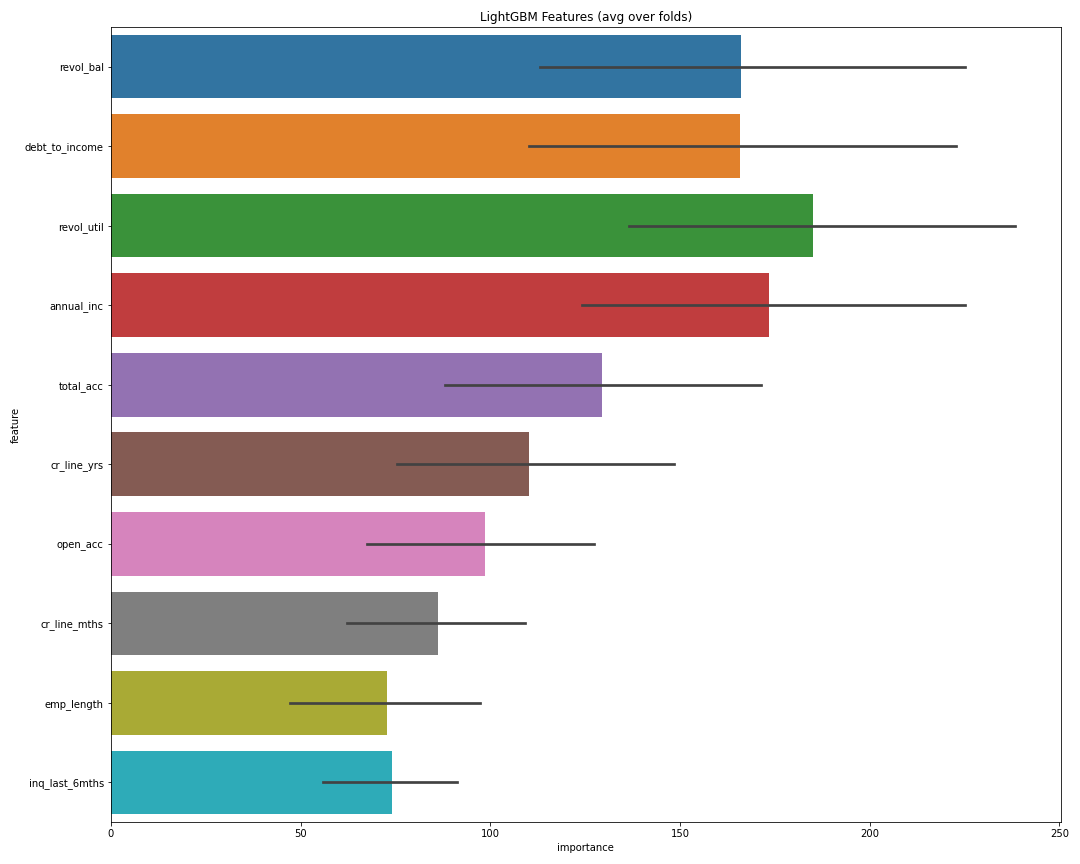 LightGBM Features (avg over folds)
feature
revol_bal
debt_to_income
revol_util
annual_inc
total_acc
cr_line_yrs
open_acc
cr_line_mths
emp_length
inq_last_6mths
0 50 100 150 200 250
importance